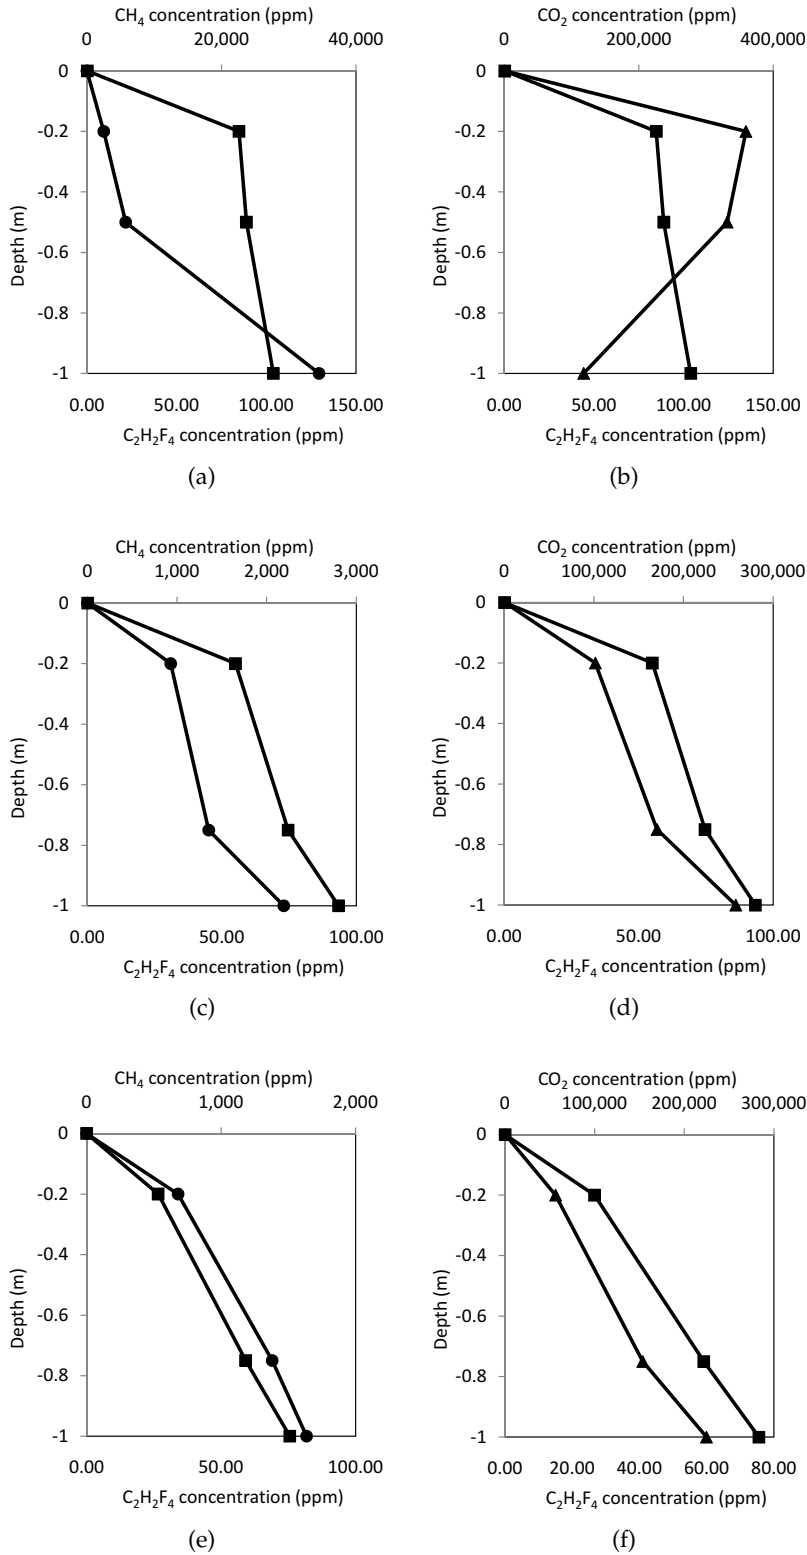 CH₄ concentration (ppm)
0 20,000 40,000
0
-0.2
-0.4
-0.6
-0.8
-1
Depth (m)
0.00 50.00 100.00 150.00
C₂H₂F₄ concentration (ppm)
(a)
CO₂ concentration (ppm)
0 200,000 400,000
0
-0.2
-0.4
-0.6
-0.8
-1
Depth (m)
0.00 50.00 100.00 150.00
C₂H₂F₄ concentration (ppm)
(b)
CH₄ concentration (ppm)
0 1,000 2,000 3,000
0
-0.2
-0.4
-0.6
-0.8
-1
Depth (m)
0.00 50.00 100.00
C₂H₂F₄ concentration (ppm)
(c)
CO₂ concentration (ppm)
0 100,000 200,000 300,000
0
-0.2
-0.4
-0.6
-0.8
-1
Depth (m)
0.00 50.00 100.00
C₂H₂F₄ concentration (ppm)
(d)
CH₄ concentration (ppm)
0 1,000 2,000
0
-0.2
-0.4
-0.6
-0.8
-1
Depth (m)
0.00 50.00 100.00
C₂H₂F₄ concentration (ppm)
(e)
CO₂ concentration (ppm)
0 100,000 200,000 300,000
0
-0.2
-0.4
-0.6
-0.8
-1
Depth (m)
0.00 20.00 40.00 60.00 80.00
C₂H₂F₄ concentration (ppm)
(f)